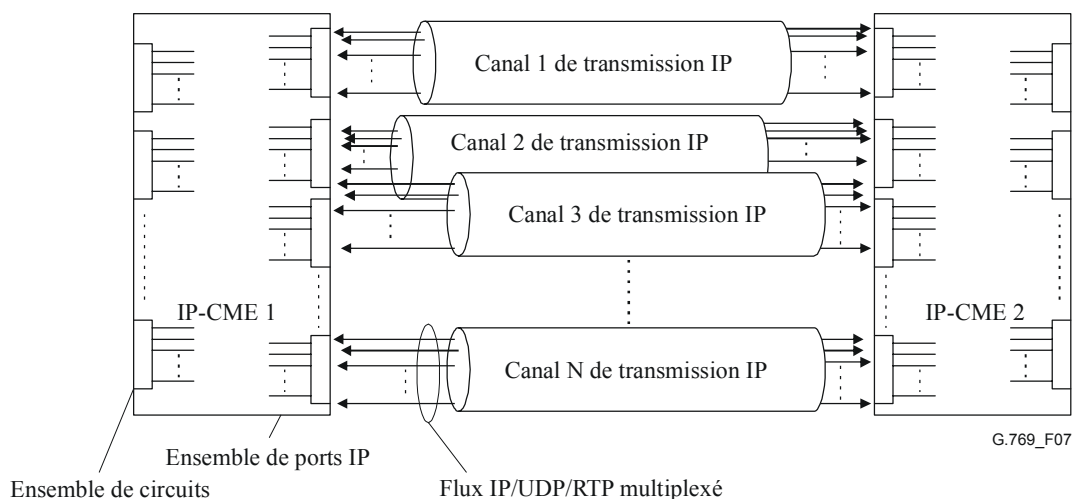 Canal 1 de transmission IP
Canal 2 de transmission IP
Canal 3 de transmission IP
IP-CME 1
IP-CME 2
Canal N de transmission IP
G.769_F07
Ensemble de ports IP
Ensemble de circuits
Flux IP/UDP/RTP multiplexé